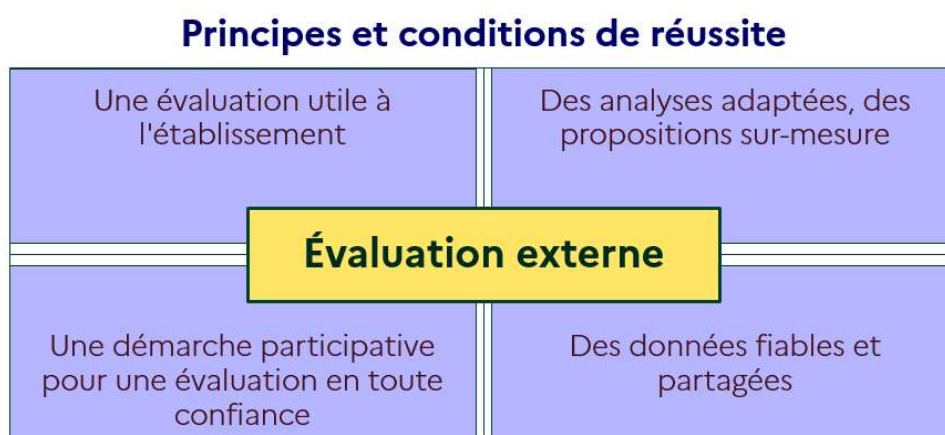 Principes et conditions de réussite
Une évaluation utile à
l'établissement
Des analyses adaptées, des
propositions sur-mesure
Évaluation externe
Une démarche participative
pour une évaluation en toute
confiance
Des données fiables et
partagées